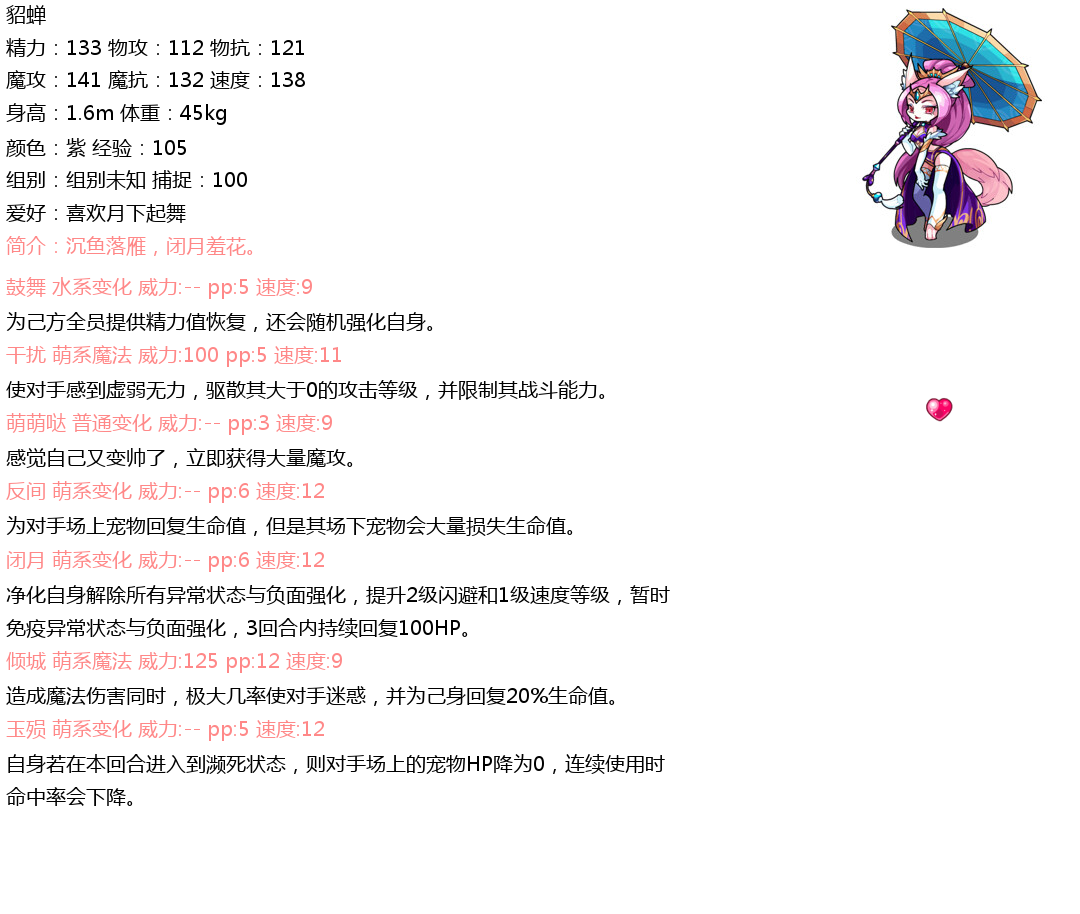 貂蝉
精力：133 物攻：112 物抗：121
魔攻：141 魔抗：132 速度：138
身高：1.6m 体重：45kg
颜色：紫 经验：105
组别：组别未知 捕捉：100
爱好：喜欢月下起舞
简介：沉鱼落雁，闭月羞花。
鼓舞 水系变化 威力:-- pp:5 速度:9
为己方全员提供精力值恢复，还会随机强化自身。
干扰 萌系魔法 威力:100 pp:5 速度:11
使对手感到虚弱无力，驱散其大于0的攻击等级，并限制其战斗能力。
萌萌哒 普通变化 威力:-- pp:3 速度:9
感觉自己又变帅了，立即获得大量魔攻。
反间 萌系变化 威力:-- pp:6 速度:12
为对手场上宠物回复生命值，但是其场下宠物会大量损失生命值。
闭月 萌系变化 威力:-- pp:6 速度:12
净化自身解除所有异常状态与负面强化，提升2级闪避和1级速度等级，暂时
免疫异常状态与负面强化，3回合内持续回复100HP。
倾城 萌系魔法 威力:125 pp:12 速度:9
造成魔法伤害同时，极大几率使对手迷惑，并为己身回复20%生命值。
玉殒 萌系变化 威力:-- pp:5 速度:12
自身若在本回合进入到濒死状态，则对手场上的宠物HP降为0，连续使用时
命中率会下降。